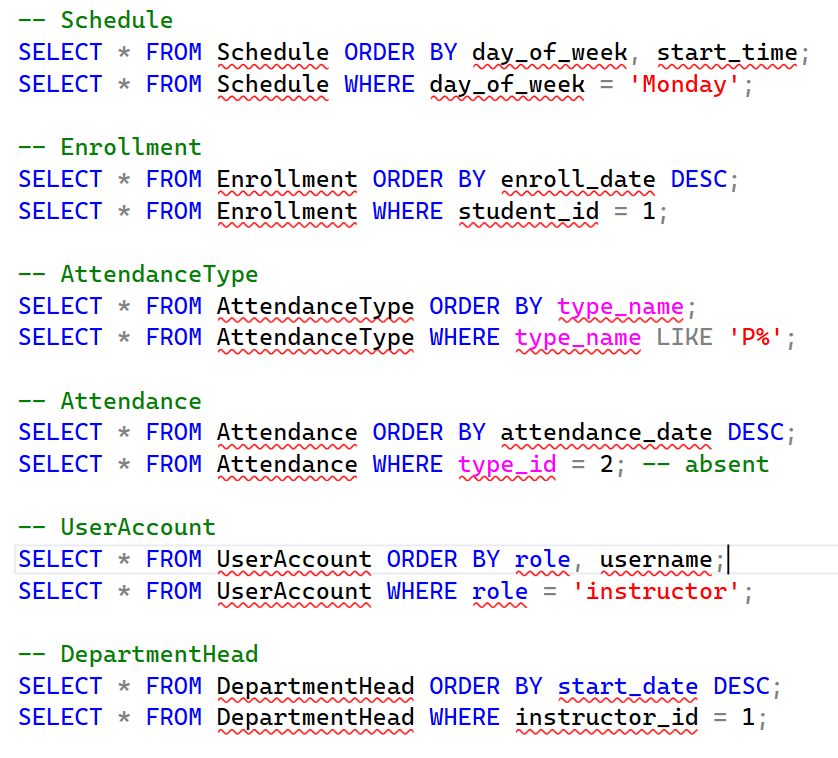 -- Schedule
SELECT * FROM Schedule ORDER BY day_of_week, start_time;
SELECT * FROM Schedule WHERE day_of_week = 'Monday';
-- Enrollment
SELECT * FROM Enrollment ORDER BY enroll_date DESC;
SELECT * FROM Enrollment WHERE student_id = 1;
-- AttendanceType
SELECT * FROM AttendanceType ORDER BY type_name;
SELECT * FROM AttendanceType WHERE type_name LIKE 'P%';
-- Attendance
SELECT * FROM Attendance ORDER BY attendance_date DESC;
SELECT * FROM Attendance WHERE type_id = 2; -- absent
-- UserAccount
SELECT * FROM UserAccount ORDER BY role, username;
SELECT * FROM UserAccount WHERE role = 'instructor';
-- DepartmentHead
SELECT * FROM DepartmentHead ORDER BY start_date DESC;
SELECT * FROM DepartmentHead WHERE instructor_id = 1;